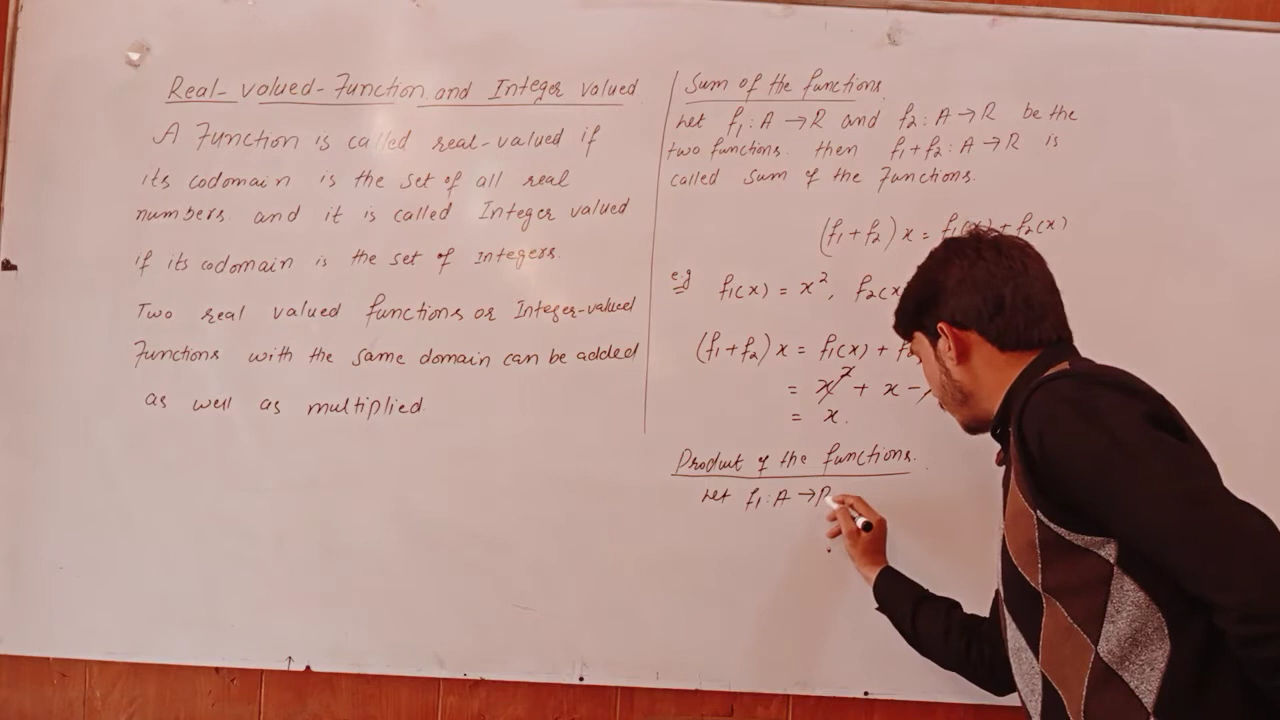 Real-valued-Function and Integer valued
A Function is called real-valued if
its codomain is the set of all real
numbers. and it is called Integer valued
if its codomain is the set of Integers.
Two real valued functions or Integer-valued
Functions with the same domain can be added
as well as multiplied.
Sum of the functions
Let f₁: A → R and f₂: A → R be the
two functions. then f₁+f₂: A → R is
called Sum of the Functions.
(f₁+f₂)x = f₁(x) + f₂(x)
e.g f₁(x) = x², f₂(x
(f₁+f₂)x = f₁(x) +
= x² + x -
= x.
Product of the functions.
Let f₁: A → R